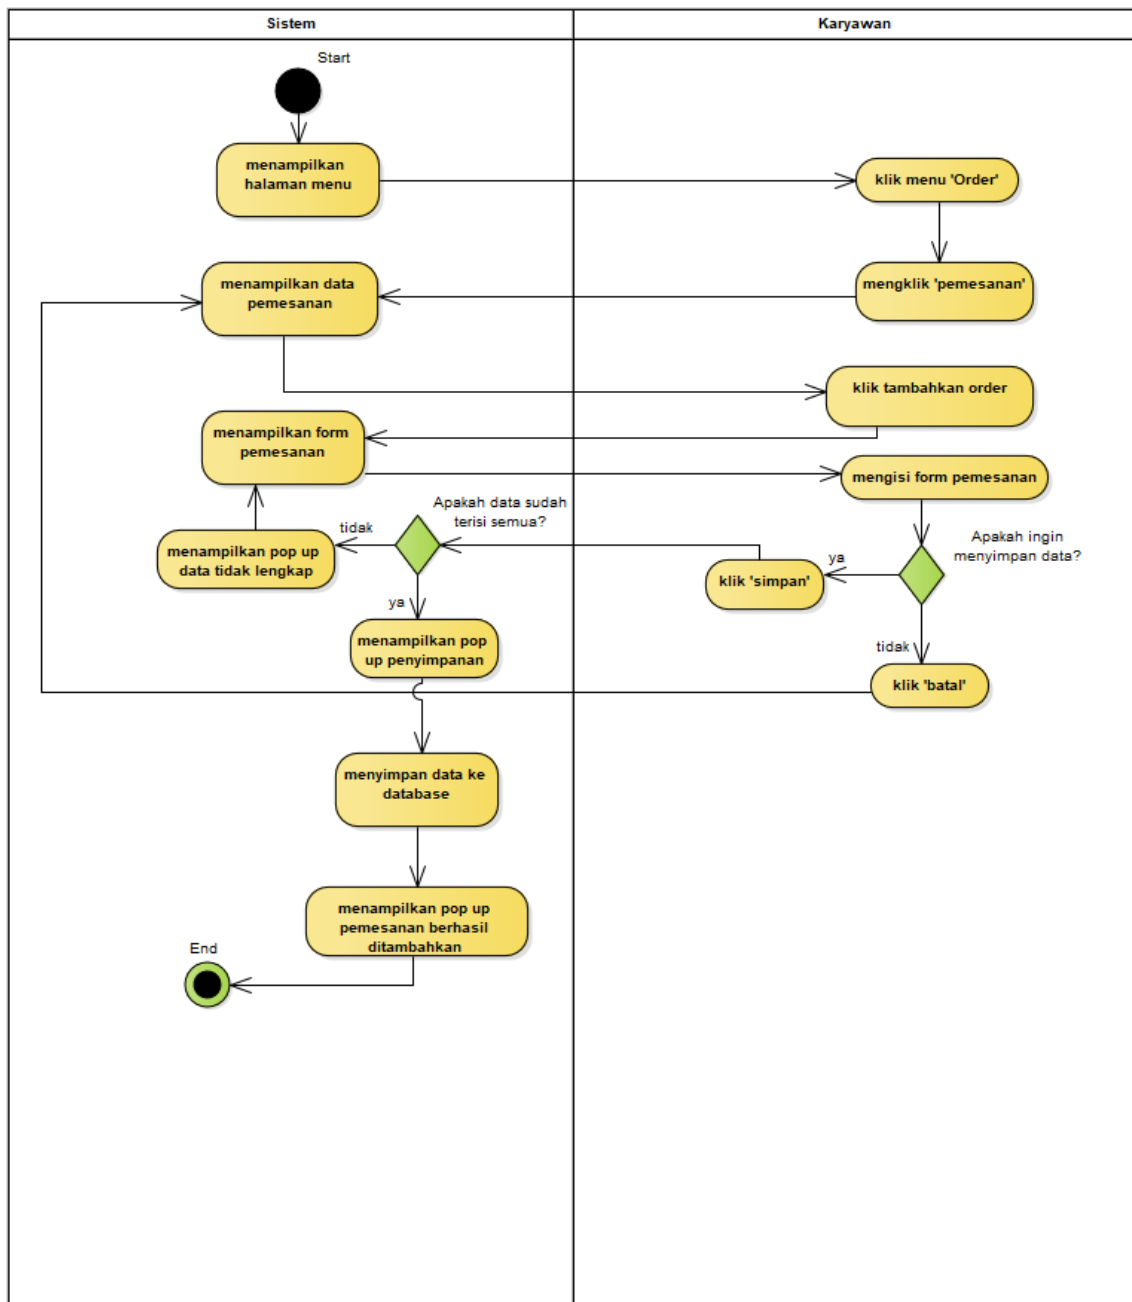 Sistem
Karyawan
Start
menampilkan
halaman menu
klik menu 'Order'
menampilkan data
pemesanan
mengklik 'pemesanan'
klik tambahkan order
menampilkan form
pemesanan
mengisi form pemesanan
Apakah data sudah
terisi semua?
tidak
menampilkan pop up
data tidak lengkap
Apakah ingin
menyimpan data?
ya
klik 'simpan'
ya
menampilkan pop
up penyimpanan
tidak
klik 'batal'
menyimpan data ke
database
menampilkan pop up
pemesanan berhasil
ditambahkan
End